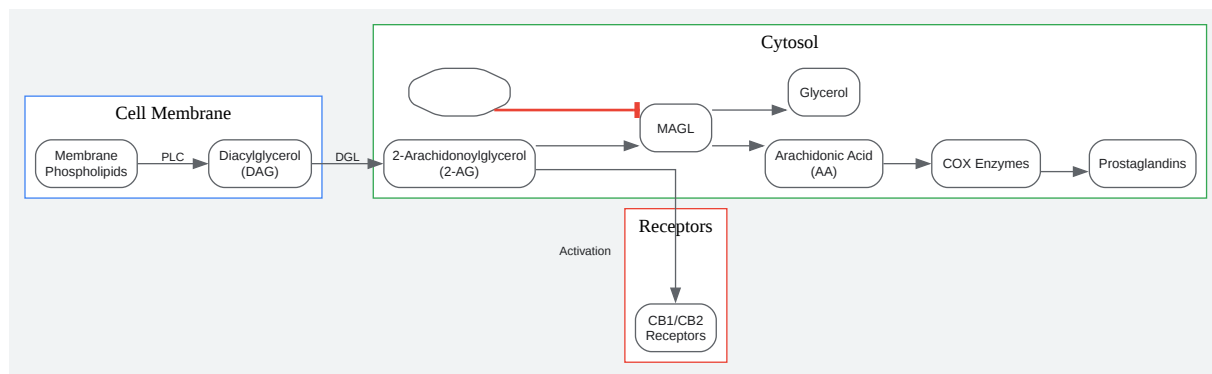 Cytosol
Cell Membrane
Glycerol
MAGL
Membrane
Phospholipids
PLC
Diacylglycerol
(DAG)
DGL
2-Arachidonoylglycerol
(2-AG)
Arachidonic Acid
(AA)
COX Enzymes
Prostaglandins
Receptors
Activation
CB1/CB2
Receptors